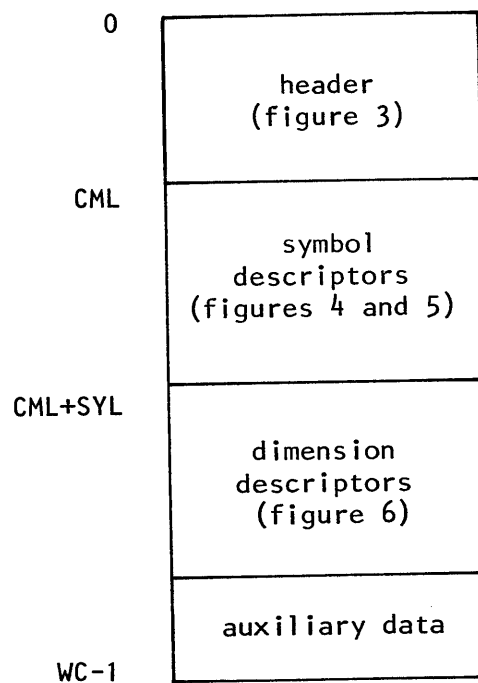 0
header
(figure 3)
CML
symbol
descriptors
(figures 4 and 5)
CML+SYL
dimension
descriptors
(figure 6)
auxiliary data
WC-1